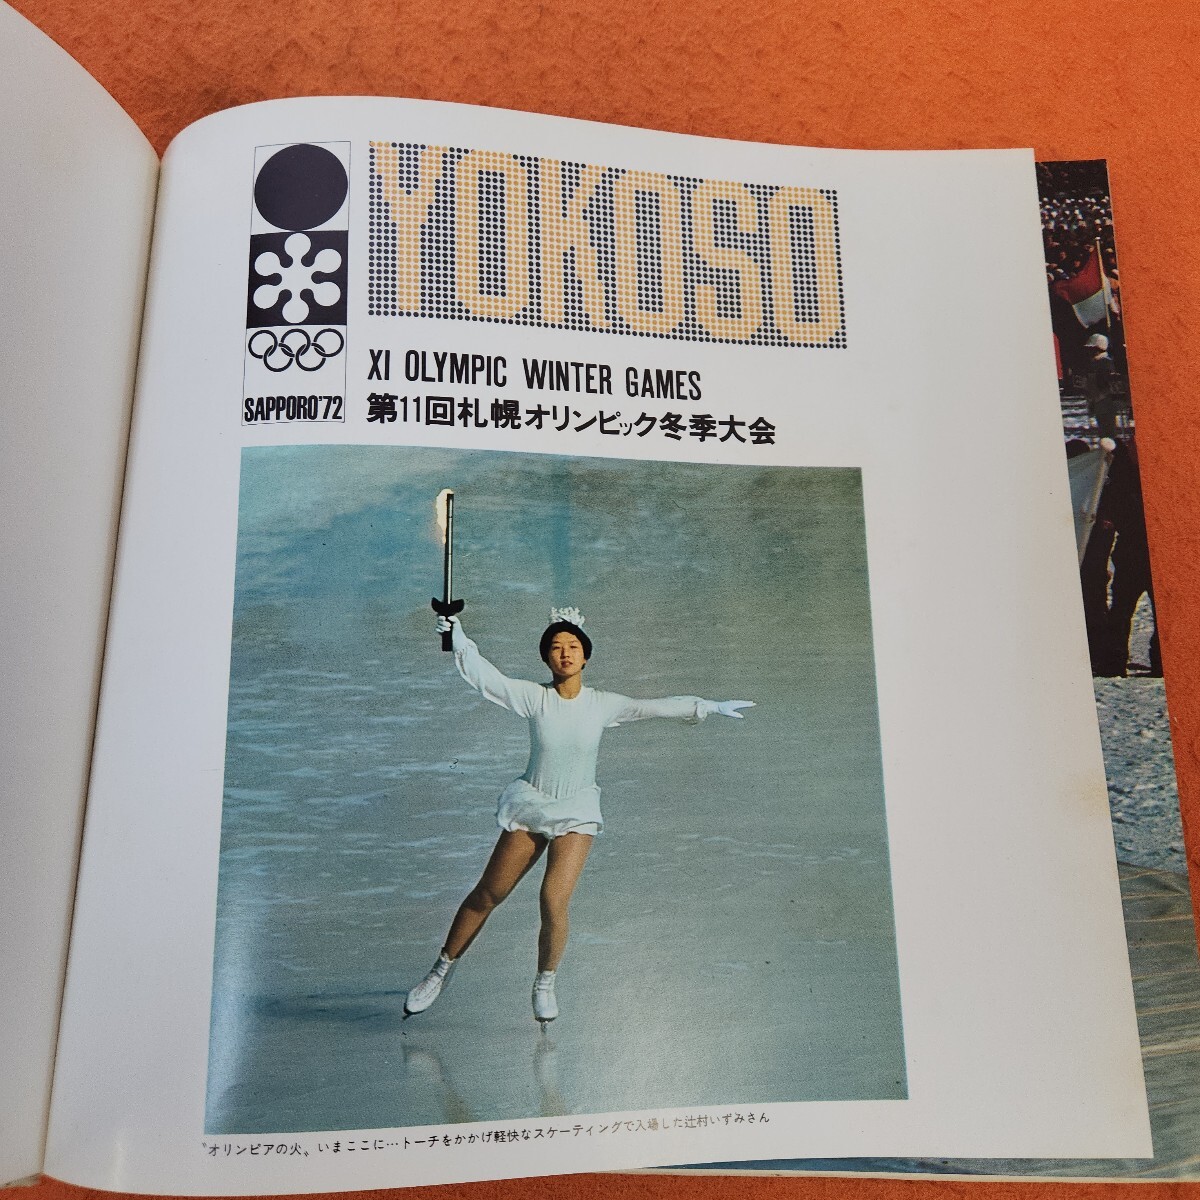 YOKOSO
SAPPORO'72
XI OLYMPIC WINTER GAMES
第11回札幌オリンピック冬季大会
〝オリンピアの火〟いまここに…トーチをかかげ軽快なスケーティングで入場した辻村いずみさん